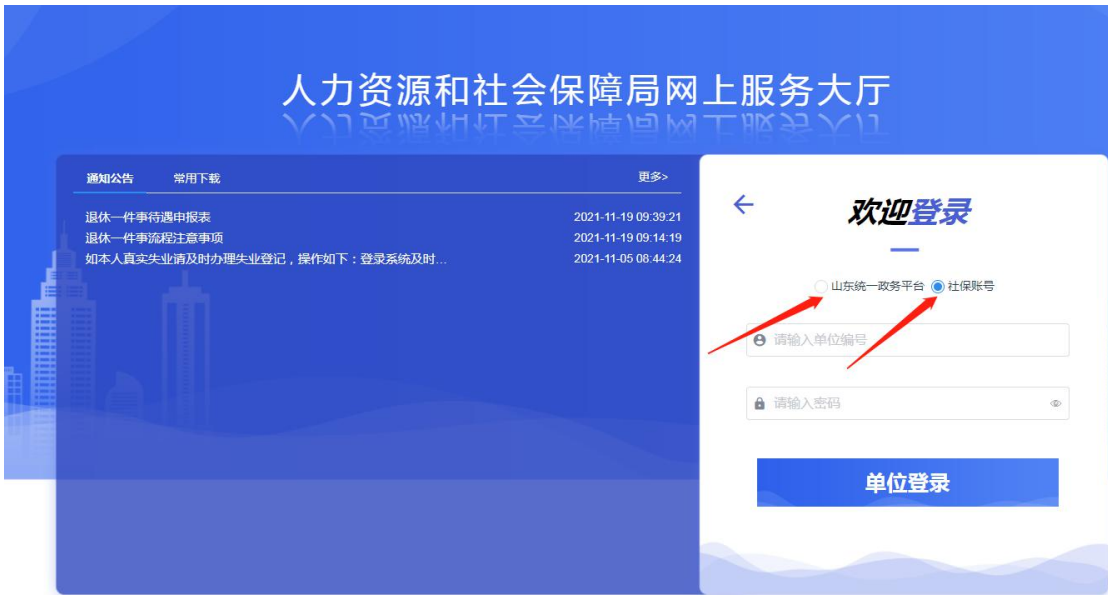 人力资源和社会保障局网上服务大厅
通知公告 常用下载 更多>
退休一件事待遇申报表 2021-11-19 09:39:21
退休一件事流程注意事项 2021-11-19 09:14:19
如本人真实失业请及时办理失业登记，操作如下：登录系统及时... 2021-11-05 08:44:24
欢迎登录
山东统一政务平台 社保账号
请输入单位编号
请输入密码
单位登录